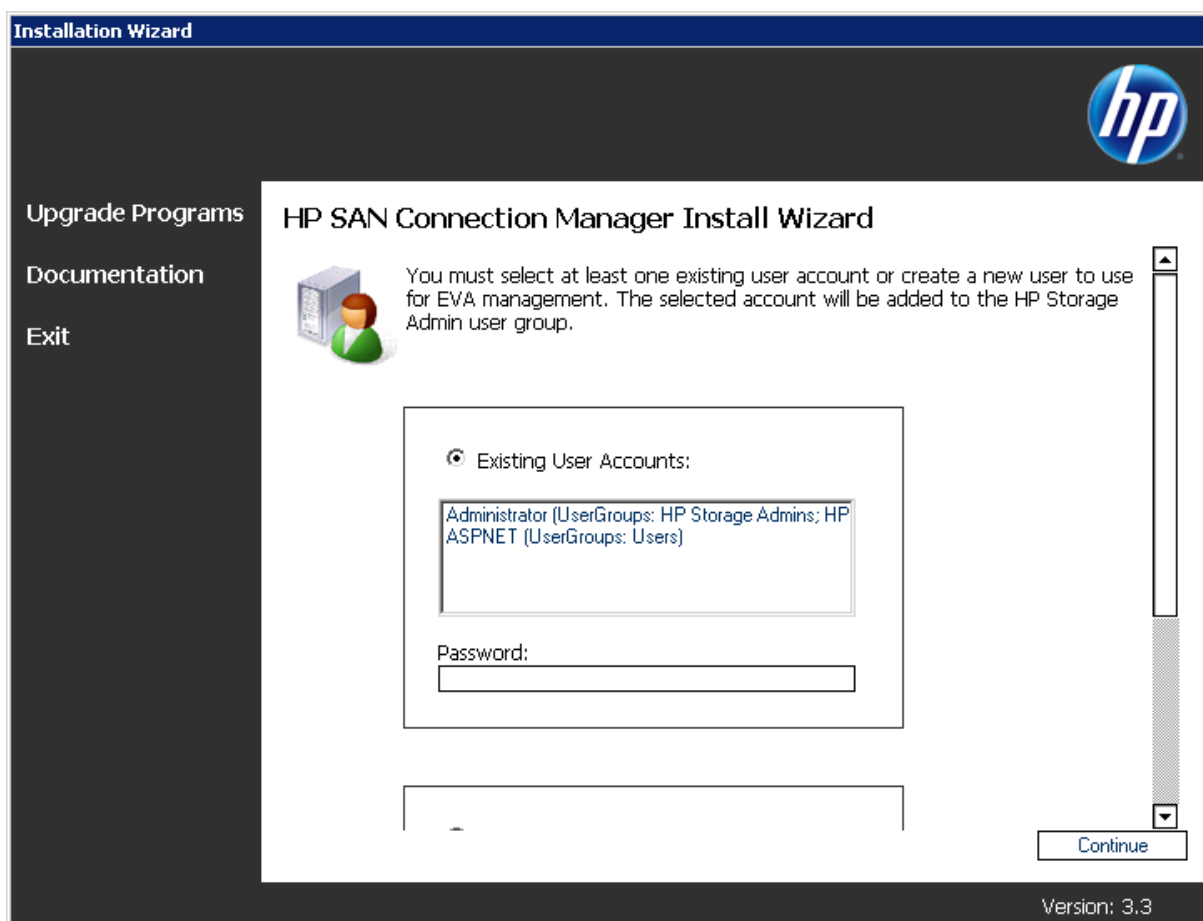 Installation Wizard
hp
Upgrade Programs
Documentation
Exit
HP SAN Connection Manager Install Wizard
You must select at least one existing user account or create a new user to use
for EVA management. The selected account will be added to the HP Storage
Admin user group.
Existing User Accounts:
Administrator (UserGroups: HP Storage Admins; HP
ASPNET (UserGroups: Users)
Password:
Continue
Version: 3.3